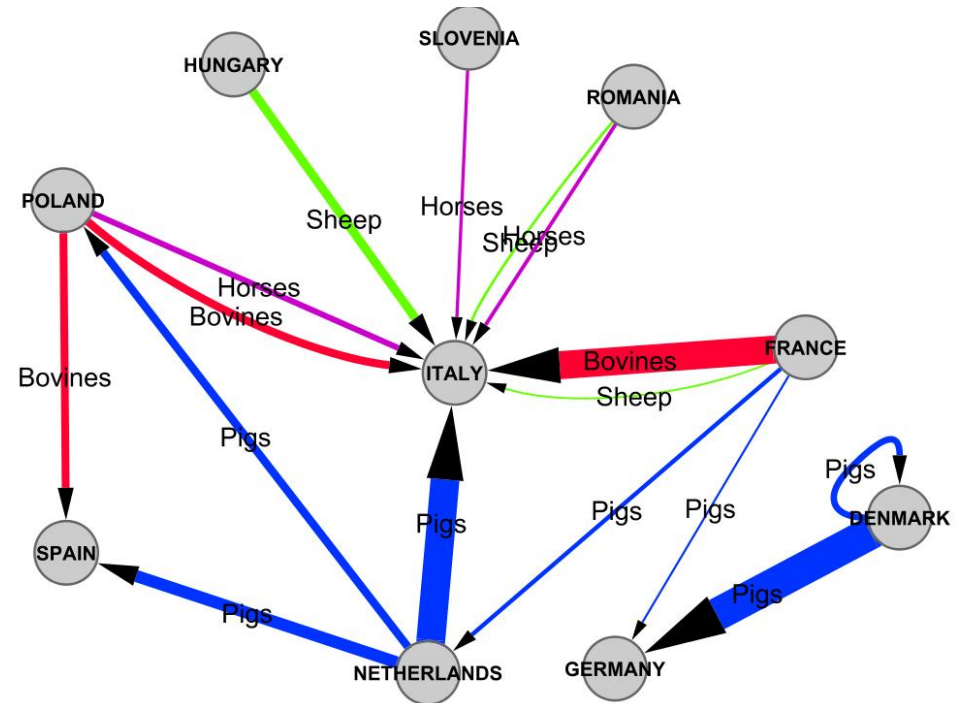 SLOVENIA
HUNGARY
ROMANIA
POLAND
Horses
Sheep
Horses
Sheep
Horses
Bovines
FRANCE
Bovines
ITALY
Bovines
Sheep
Pigs
Pigs
Pigs
Pigs
Pigs
DENMARK
SPAIN
Pigs
Pigs
GERMANY
NETHERLANDS